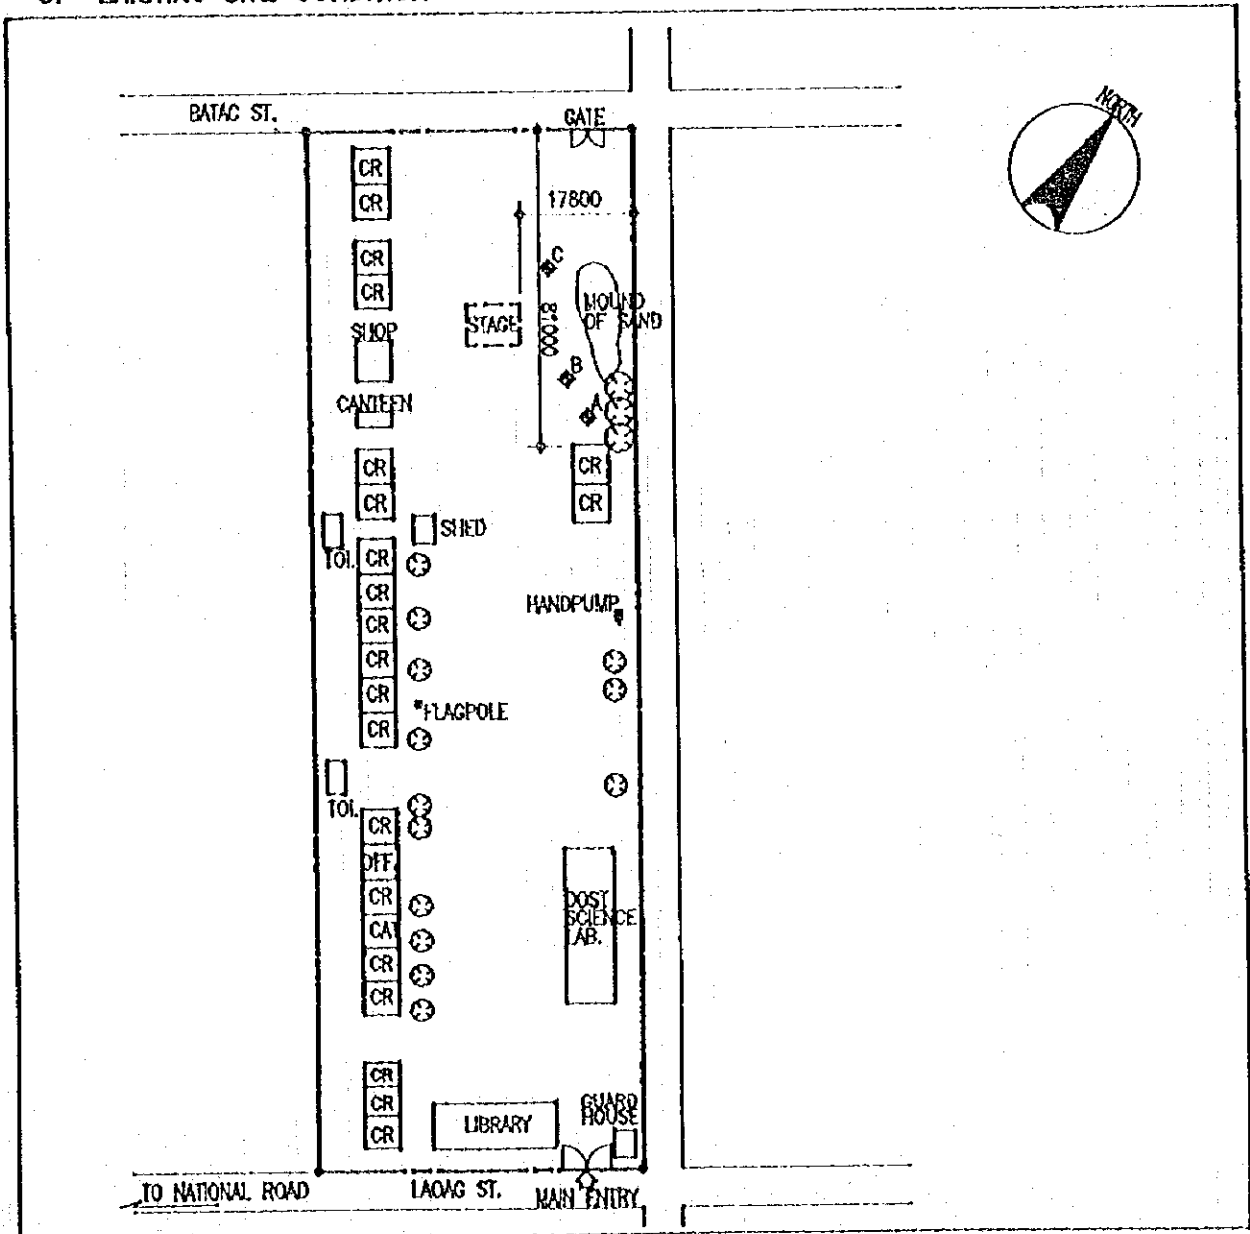 BATAC ST.
GATE
NORTH
CR
CR
17800
CR
CR
C
MOUND
OF SAND
STAGE
SHOP
B
CANTEEN
A
CR
CR
CR
CR
SHED
TOI.
CR
CR
CR
CR
CR
CR
HANDPUMP
FLAGPOLE
TOI.
CR
OFF.
CR
CAT
CR
CR
DOST
SCIENCE
LAB.
CR
CR
CR
LIBRARY
GUARD
HOUSE
TO NATIONAL ROAD
LAOAG ST.
MAIN ENTRY